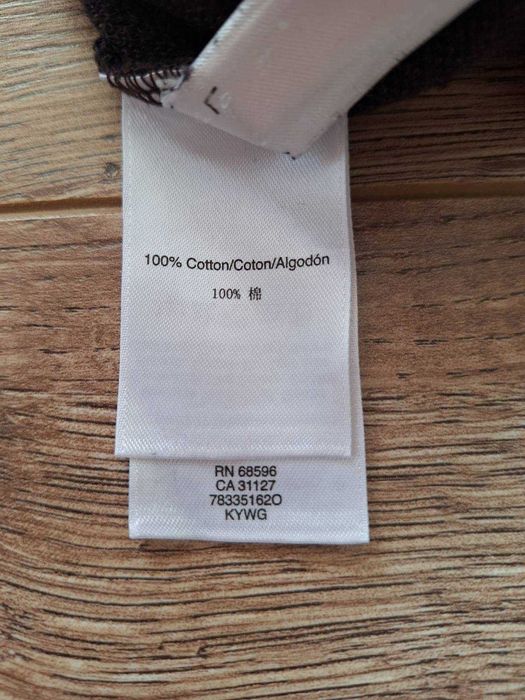 100% Cotton/Coton/Algodón
100% 棉
RN 68596
CA 31127
78335162O
KYWG